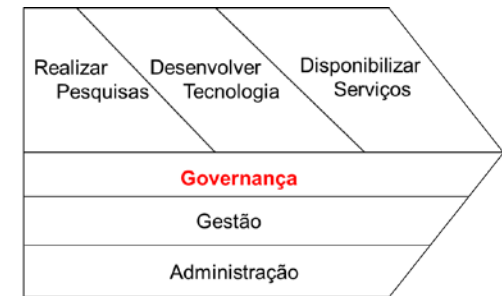 Realizar
Pesquisas
Desenvolver
Tecnologia
Disponibilizar
Serviços
Governança
Gestão
Administração